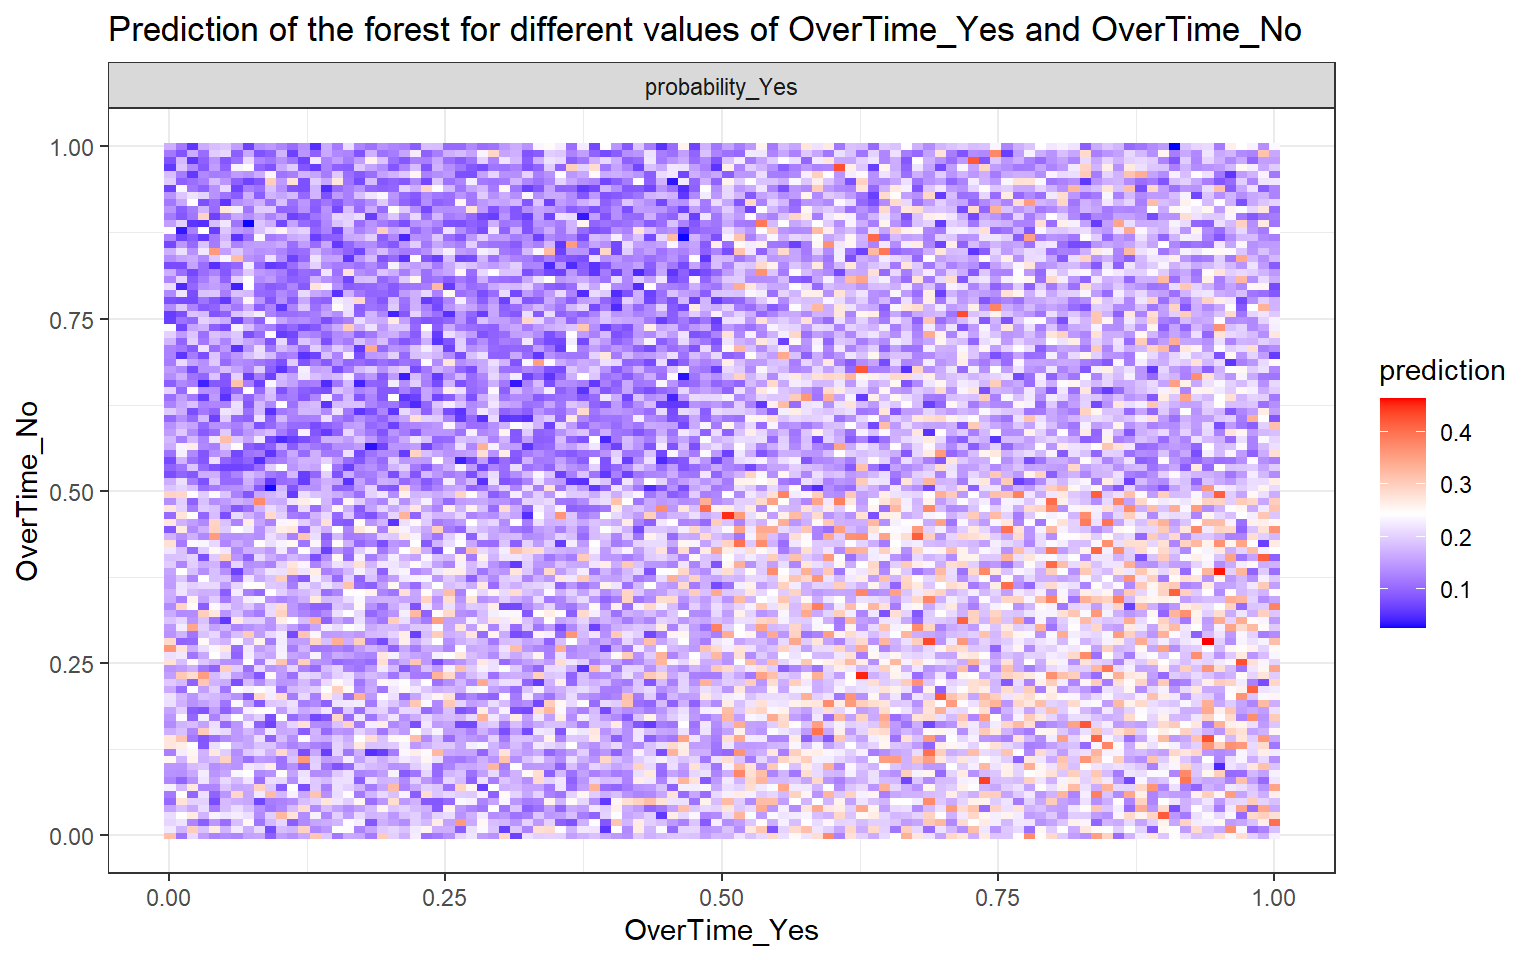 Prediction of the forest for different values of OverTime_Yes and OverTime_No
probability_Yes
1.00
0.75
0.50
0.25
0.00
OverTime_No
0.00 0.25 0.50 0.75 1.00
OverTime_Yes
prediction
0.4
0.3
0.2
0.1